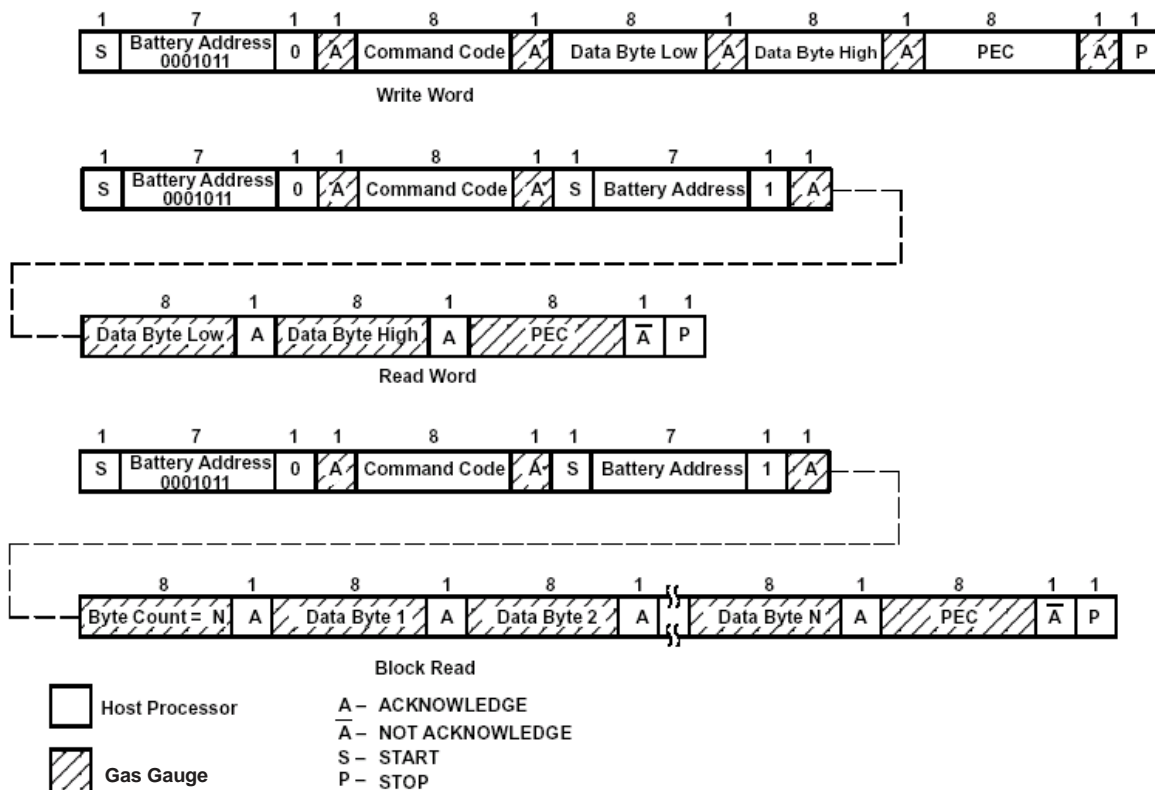 1 7 1 1 8 1 8 1 8 1 8 1 1
S Battery Address 0001011 0 A Command Code A Data Byte Low A Data Byte High A PEC A P
Write Word
1 7 1 1 8 1 1 7 1 1
S Battery Address 0001011 0 A Command Code A S Battery Address 1 A
8 1 8 1 8 1 1
Data Byte Low A Data Byte High A PEC A̅ P
Read Word
1 7 1 1 8 1 1 7 1 1
S Battery Address 0001011 0 A Command Code A S Battery Address 1 A
8 1 8 1 8 1 8 1 8 1 1
Byte Count = N A Data Byte 1 A Data Byte 2 A Data Byte N A PEC A̅ P
Block Read
Host Processor
Gas Gauge
A – ACKNOWLEDGE
A̅ – NOT ACKNOWLEDGE
S – START
P – STOP